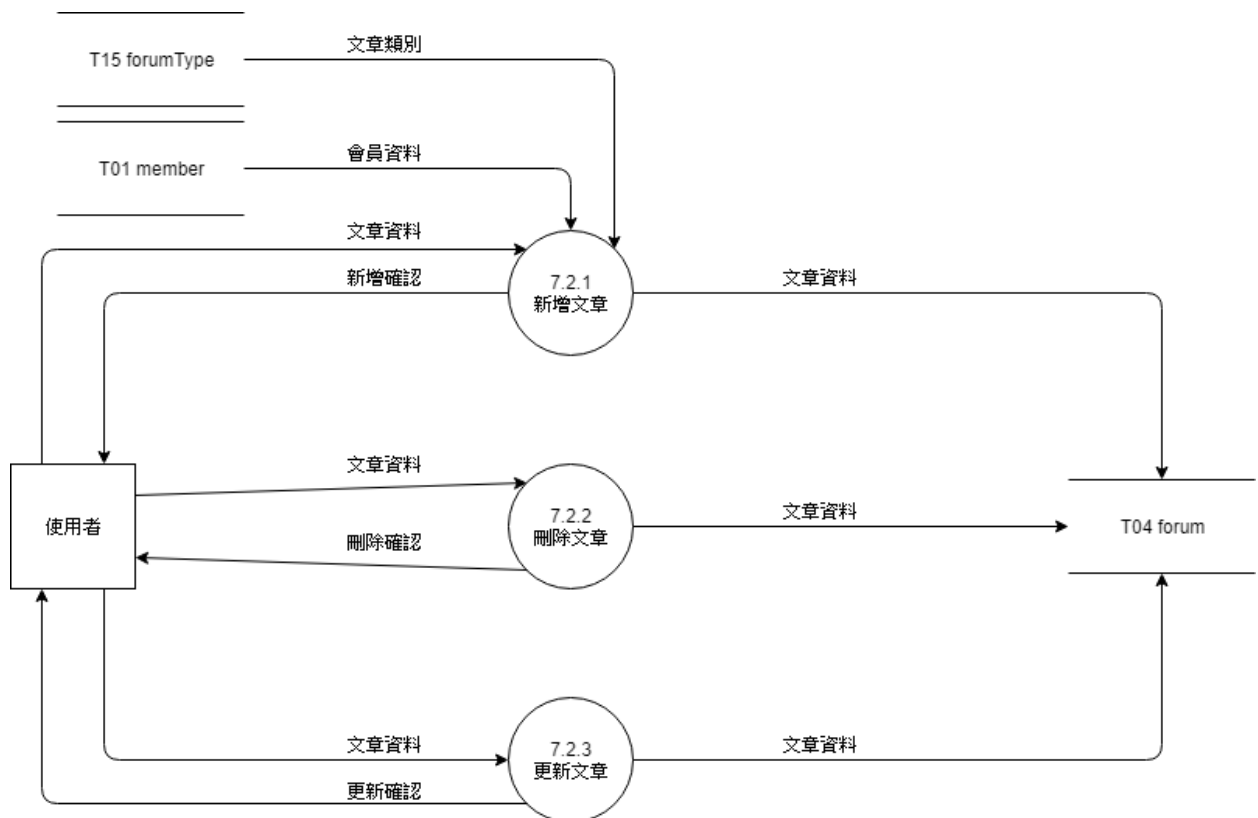 文章類別
T15 forumType
會員資料
T01 member
文章資料
新增確認
7.2.1
新增文章
文章資料
文章資料
使用者
刪除確認
7.2.2
刪除文章
文章資料
T04 forum
文章資料
更新確認
7.2.3
更新文章
文章資料